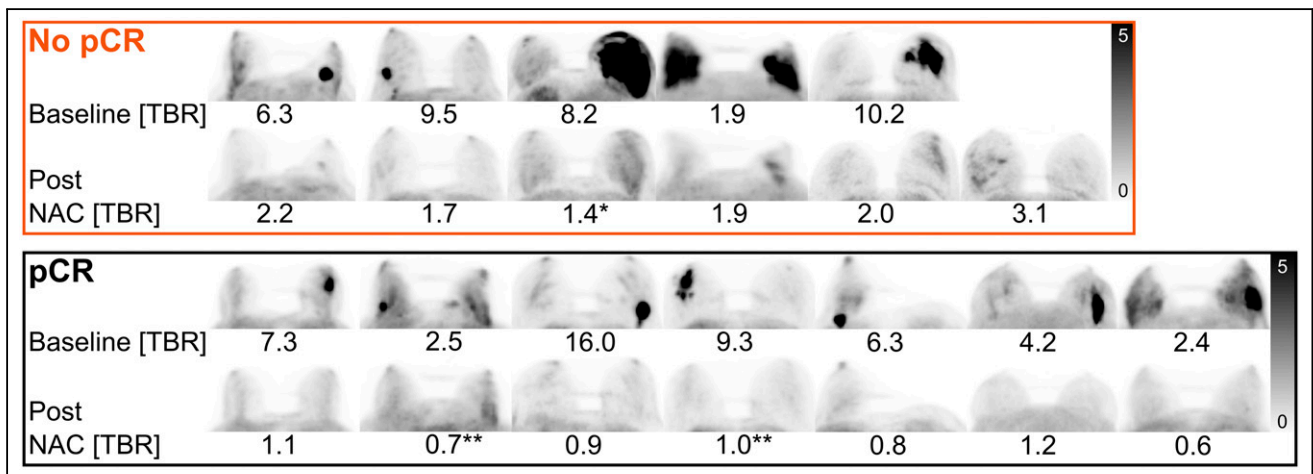 No pCR
5
Baseline [TBR] 6.3 9.5 8.2 1.9 10.2
Post
NAC [TBR] 2.2 1.7 1.4* 1.9 2.0 3.1
0
pCR
5
Baseline [TBR] 7.3 2.5 16.0 9.3 6.3 4.2 2.4
Post
NAC [TBR] 1.1 0.7** 0.9 1.0** 0.8 1.2 0.6
0